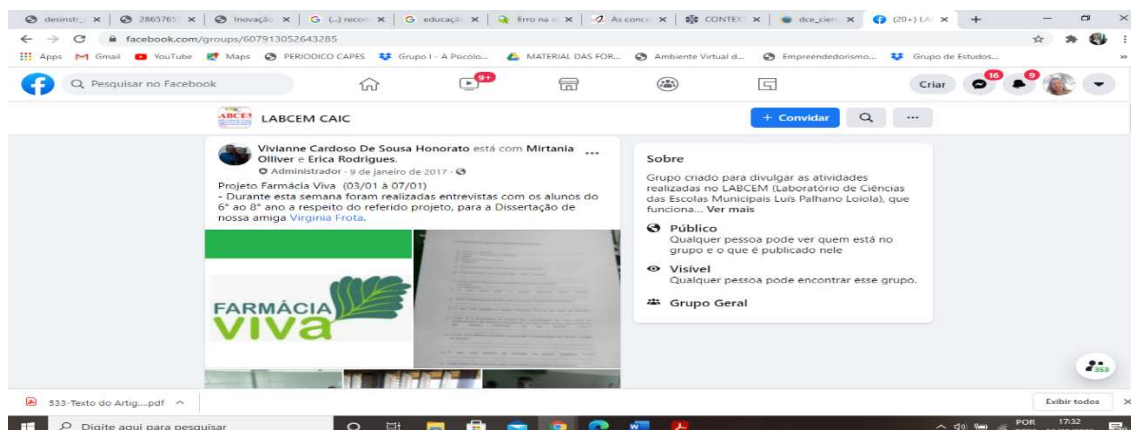 desinstr_
2865765
Inovação
(...) recon
educação
Erro na
As conce
CONTEX
dce_cien
(20+) LA
facebook.com/groups/607913052643285
Apps
Gmail
YouTube
Maps
PERIODICO CAPES
Grupo I - A Psicolo...
MATERIAL DAS FOR...
Ambiente Virtual d...
Empreendedorismo...
Grupo de Estudos...
Pesquisar no Facebook
9+
Criar
16
9
LABCEM CAIC
+ Convidar
Vivianne Cardoso De Sousa Honorato está com Mirtania
Olliver e Erica Rodrigues.
Administrador · 9 de janeiro de 2017 ·
Projeto Farmácia Viva (03/01 à 07/01)
- Durante esta semana foram realizadas entrevistas com os alunos do
6° ao 8° ano a respeito do referido projeto, para a Dissertação de
nossa amiga Virginia Frota.
FARMÁCIA
VIVA
Sobre
Grupo criado para divulgar as atividades
realizadas no LABCEM (Laboratório de Ciências
das Escolas Municipais Luís Palhano Loiola), que
funciona... Ver mais
Público
Qualquer pessoa pode ver quem está no
grupo e o que é publicado nele
Visível
Qualquer pessoa pode encontrar esse grupo.
Grupo Geral
353
533-Texto do Artig....pdf
Exibir todos
Digite aqui para pesquisar
POR
17:32